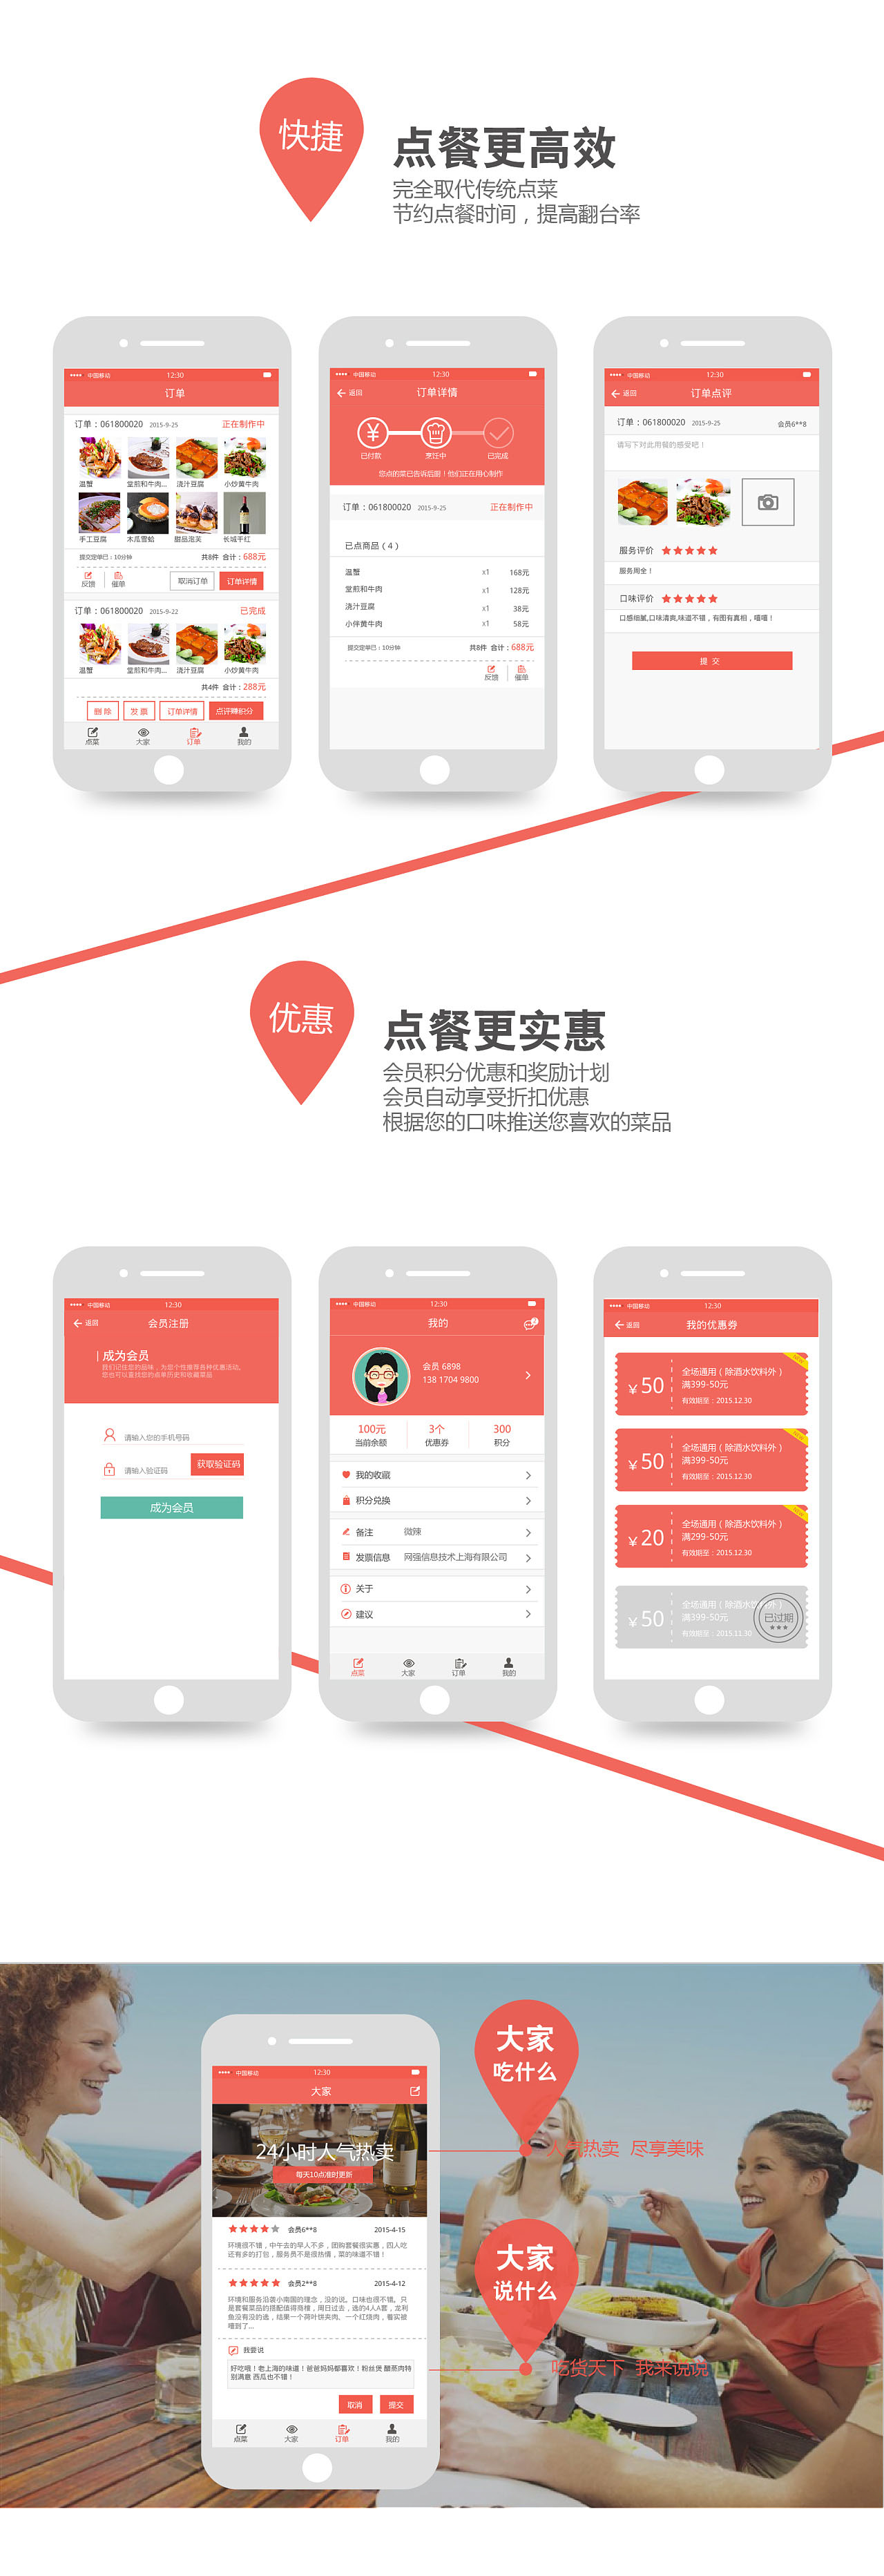 快捷
点餐更高效
完全取代传统点菜
节约点餐时间，提高翻台率
中国移动 12:30
订单
订单：061800020 2015-9-25 正在制作中
温蟹 堂煎和牛肉... 浇汁豆腐 小炒黄牛肉
手工豆腐 木瓜雪蛤 甜品泡芙 长城干红
提交定单已：10分钟 共8件 合计：688元
反馈 催单 取消订单 订单详情
订单：061800020 2015-9-22 已完成
温蟹 堂煎和牛肉... 浇汁豆腐 小炒黄牛肉
共4件 合计：288元
删 除 发 票 订单详情 点评赚积分
点菜 大家 订单 我的
中国移动 12:30
返回 订单详情
¥
已付款 烹饪中 已完成
您点的菜已告诉后厨！他们正在用心制作
订单：061800020 2015-9-25 正在制作中
已点商品（4）
温蟹 x1 168元
堂煎和牛肉 x1 128元
浇汁豆腐 x1 38元
小伴黄牛肉 x1 58元
提交定单已：10分钟 共8件 合计：688元
反馈 催单
中国移动 12:30
返回 订单点评
订单：061800020 2015-9-25 会员6**8
请写下对此用餐的感受吧！
服务评价
服务周全！
口味评价
口感细腻,口味清爽,味道不错，有图有真相，嘻嘻！
提 交
优惠
点餐更实惠
会员积分优惠和奖励计划
会员自动享受折扣优惠
根据您的口味推送您喜欢的菜品
中国移动 12:30
返回 会员注册
成为会员
我们记住您的品味，为您个性推荐各种优惠活动。
您也可以查找您的点单历史和收藏菜品
请输入您的手机号码
请输入验证码 获取验证码
成为会员
中国移动 12:30
我的
会员 6898
138 1704 9800
100元 3个 300
当前余额 优惠券 积分
我的收藏
积分兑换
备注 微辣
发票信息 网强信息技术上海有限公司
关于
建议
点菜 大家 订单 我的
中国移动 12:30
返回 我的优惠券
¥50 全场通用（除酒水饮料外）
满399-50元
有效期至：2015.12.30
¥50 全场通用（除酒水饮料外）
满399-50元
有效期至：2015.12.30
¥20 全场通用（除酒水饮料外）
满299-50元
有效期至：2015.12.30
¥50 全场通用（除酒水饮料外）
满399-50元
有效期至：2015.11.30
已过期
大家
吃什么
人气热卖 尽享美味
大家
说什么
吃货天下 我来说说
中国移动 12:30
大家
24小时人气热卖
每天10点准时更新
会员6**8 2015-4-15
环境很不错，中午去的早人不多，团购套餐很实惠，四人吃
还有多的打包，服务员不是很热情，菜的味道不错！
会员2**8 2015-4-12
环境和服务沿袭小南国的理念，没的说。口味也很不错。只
是套餐菜品的搭配值得商榷，周日过去，选的4人A套，龙利
鱼没有没的选，结果一个荷叶饼夹肉、一个红烧肉，着实被
噎到了...
我要说
好吃哦！老上海的味道！爸爸妈妈都喜欢！粉丝煲 醋蒸肉特
别满意 西瓜也不错！
取消 提交
点菜 大家 订单 我的